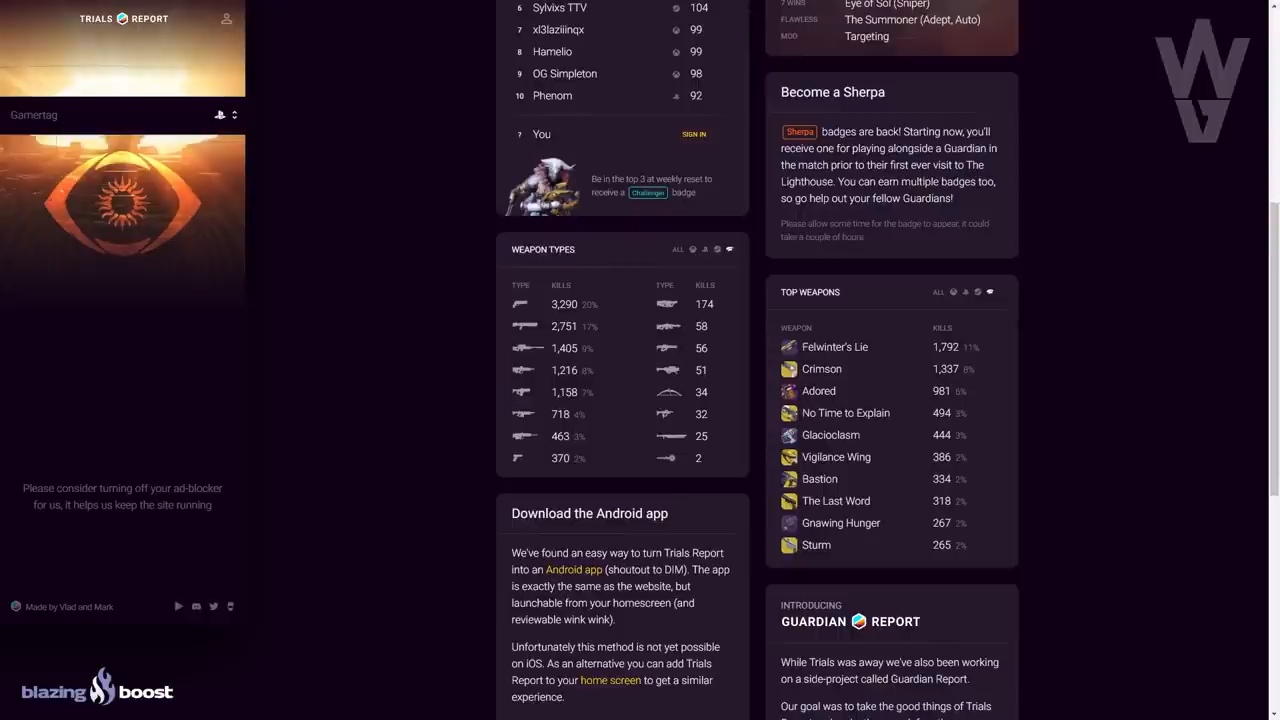 TRIALS REPORT
Gamertag
Please consider turning off your ad-blocker
for us, it helps us keep the site running
Made by Vlad and Mark
blazing boost
6 Sylvixs TTV 104
7 xl3laziiinqx 99
8 Hamelio 99
9 OG Simpleton 98
10 Phenom 92
? You SIGN IN
Be in the top 3 at weekly reset to
receive a Challenger badge
WEAPON TYPES ALL
TYPE KILLS TYPE KILLS
3,290 20% 174
2,751 17% 58
1,405 9% 56
1,216 8% 51
1,158 7% 34
718 4% 32
463 3% 25
370 2% 2
Download the Android app
We've found an easy way to turn Trials Report
into an Android app (shoutout to DIM). The app
is exactly the same as the website, but
launchable from your homescreen (and
reviewable wink wink).
Unfortunately this method is not yet possible
on iOS. As an alternative you can add Trials
Report to your home screen to get a similar
experience.
7 WINS Eye of Sol (Sniper)
FLAWLESS The Summoner (Adept, Auto)
MOD Targeting
Become a Sherpa
Sherpa badges are back! Starting now, you'll
receive one for playing alongside a Guardian in
the match prior to their first ever visit to The
Lighthouse. You can earn multiple badges too,
so go help out your fellow Guardians!
Please allow some time for the badge to appear, it could
take a couple of hours
TOP WEAPONS ALL
WEAPON KILLS
Felwinter's Lie 1,792 11%
Crimson 1,337 8%
Adored 981 6%
No Time to Explain 494 3%
Glacioclasm 444 3%
Vigilance Wing 386 2%
Bastion 334 2%
The Last Word 318 2%
Gnawing Hunger 267 2%
Sturm 265 2%
INTRODUCING
GUARDIAN REPORT
While Trials was away we've also been working
on a side-project called Guardian Report.
Our goal was to take the good things of Trials
WG